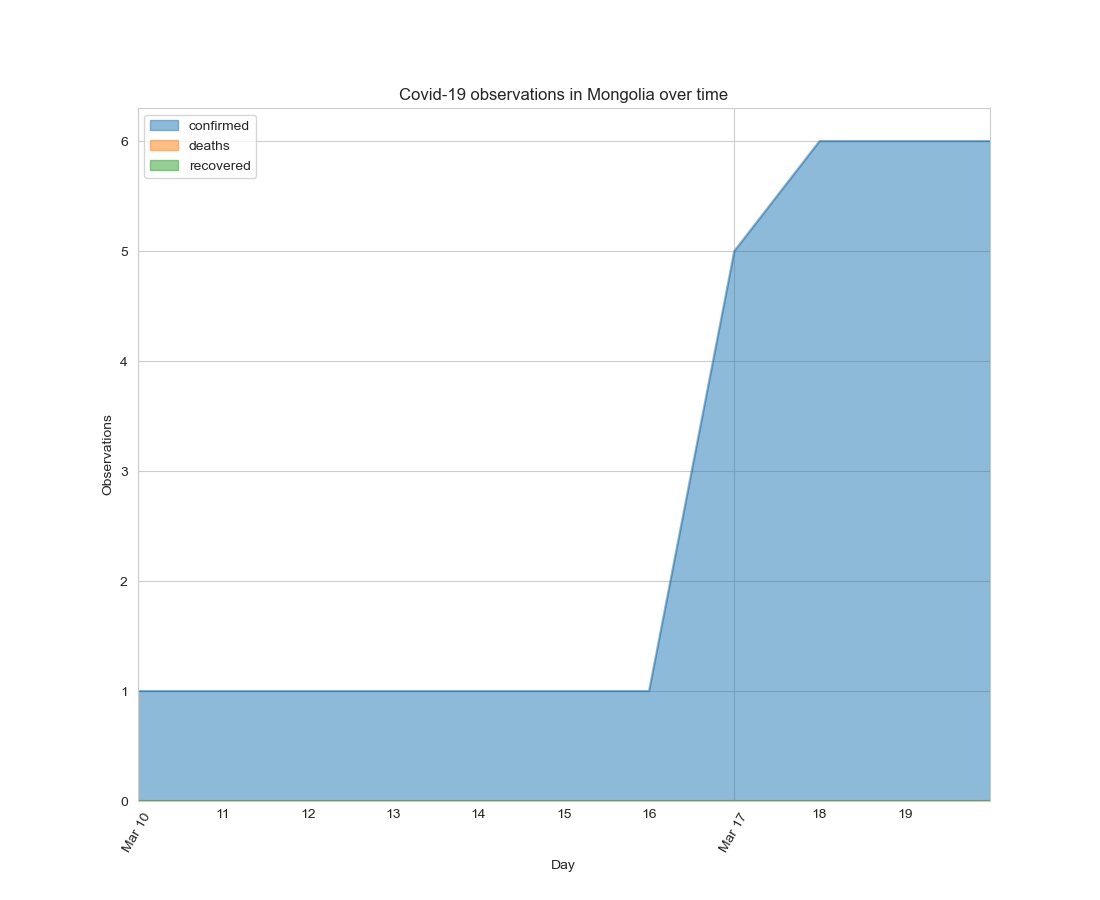 Covid-19 observations in Mongolia over time
confirmed
deaths
recovered
6
5
4
3
2
1
0
Observations
Mar 10
11
12
13
14
15
16
Mar 17
18
19
Day